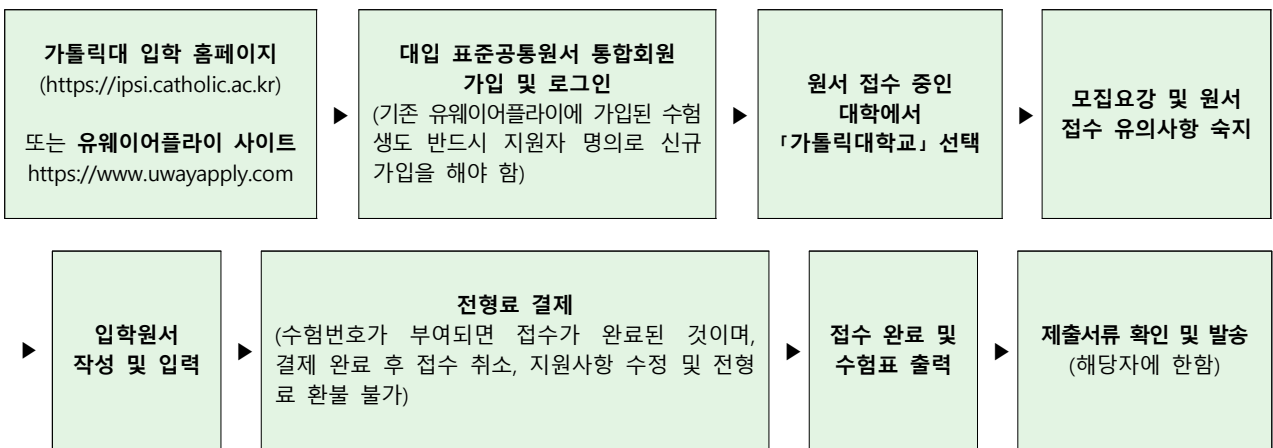 가톨릭대 입학 홈페이지
(https://ipsi.catholic.ac.kr)
또는 유웨이어플라이 사이트
https://www.uwayapply.com
▶
대입 표준공통원서 통합회원
가입 및 로그인
(기존 유웨이어플라이에 가입된 수험
생도 반드시 지원자 명의로 신규
가입을 해야 함)
▶
원서 접수 중인
대학에서
「가톨릭대학교」 선택
▶
모집요강 및 원서
접수 유의사항 숙지
▶
입학원서
작성 및 입력
▶
전형료 결제
(수험번호가 부여되면 접수가 완료된 것이며,
결제 완료 후 접수 취소, 지원사항 수정 및 전형
료 환불 불가)
▶
접수 완료 및
수험표 출력
▶
제출서류 확인 및 발송
(해당자에 한함)